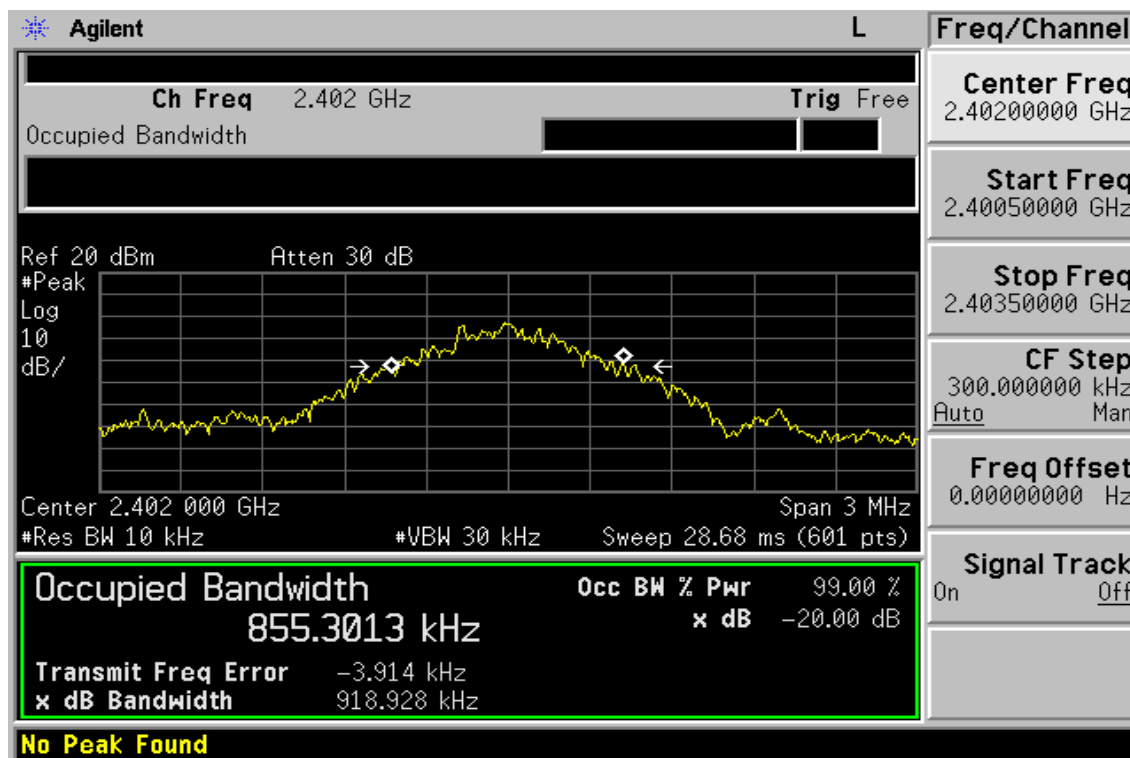 Agilent L
Freq/Channel
Ch Freq 2.402 GHz Trig Free
Occupied Bandwidth
Center Freq
2.40200000 GHz
Start Freq
2.40050000 GHz
Stop Freq
2.40350000 GHz
CF Step
300.000000 kHz
Auto Man
Freq Offset
0.00000000 Hz
Signal Track
On Off
Ref 20 dBm Atten 30 dB
#Peak
Log
10
dB/
Center 2.402 000 GHz Span 3 MHz
#Res BW 10 kHz #VBW 30 kHz Sweep 28.68 ms (601 pts)
Occupied Bandwidth
855.3013 kHz
Occ BW % Pwr 99.00 %
x dB -20.00 dB
Transmit Freq Error -3.914 kHz
x dB Bandwidth 918.928 kHz
No Peak Found